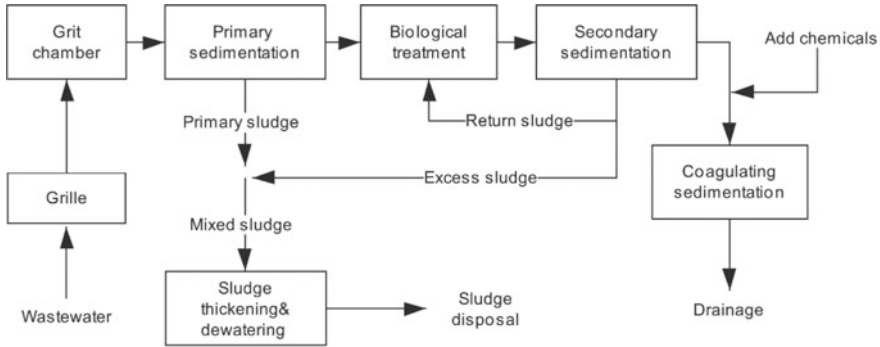 Grit
chamber
Primary
sedimentation
Biological
treatment
Secondary
sedimentation
Add chemicals
Primary sludge
Return sludge
Grille
Excess sludge
Coagulating
sedimentation
Mixed sludge
Wastewater
Sludge
thickening&
dewatering
Sludge
disposal
Drainage